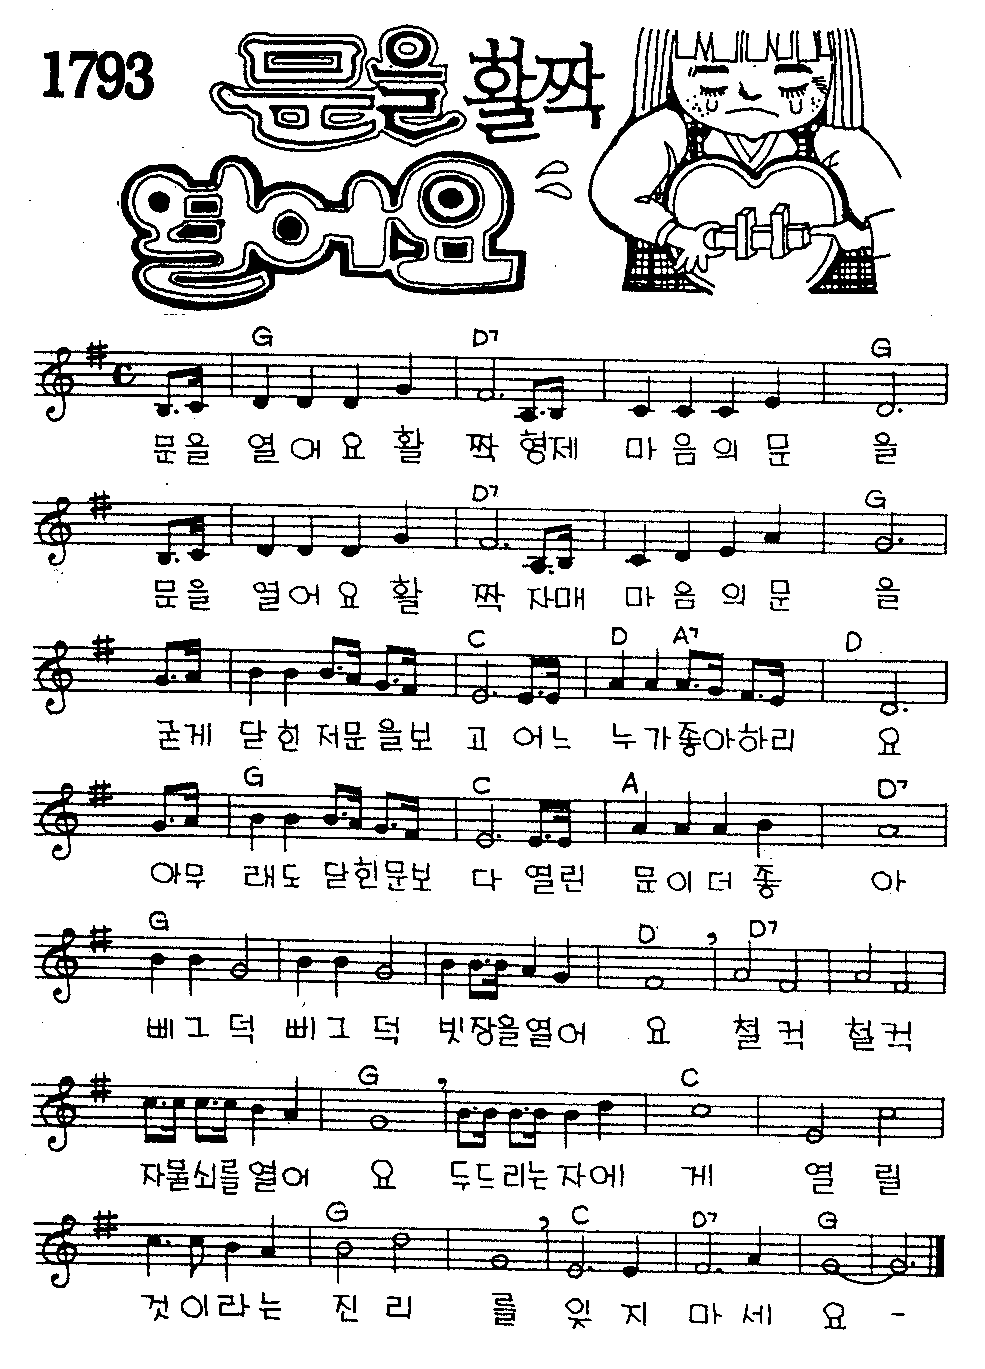 1793
문을 활짝
열어요
G D7 G
문을 열어요 활짝 형제 마음의 문을
D7 G
문을 열어요 활짝 자매 마음의 문을
C D A7 D
굳게 닫힌 저문을보고 어느 누가좋아하리요
G C A D7
아무래도 닫힌문보다 열린 문이 더 좋아
G D D7
삐그덕 삐그덕 빗장을열어요 철컥 철컥
G C
자물쇠를 열어요 두드리는 자에게 열릴
G C D7 G
것이라는 진리를 잊지 마세요 -